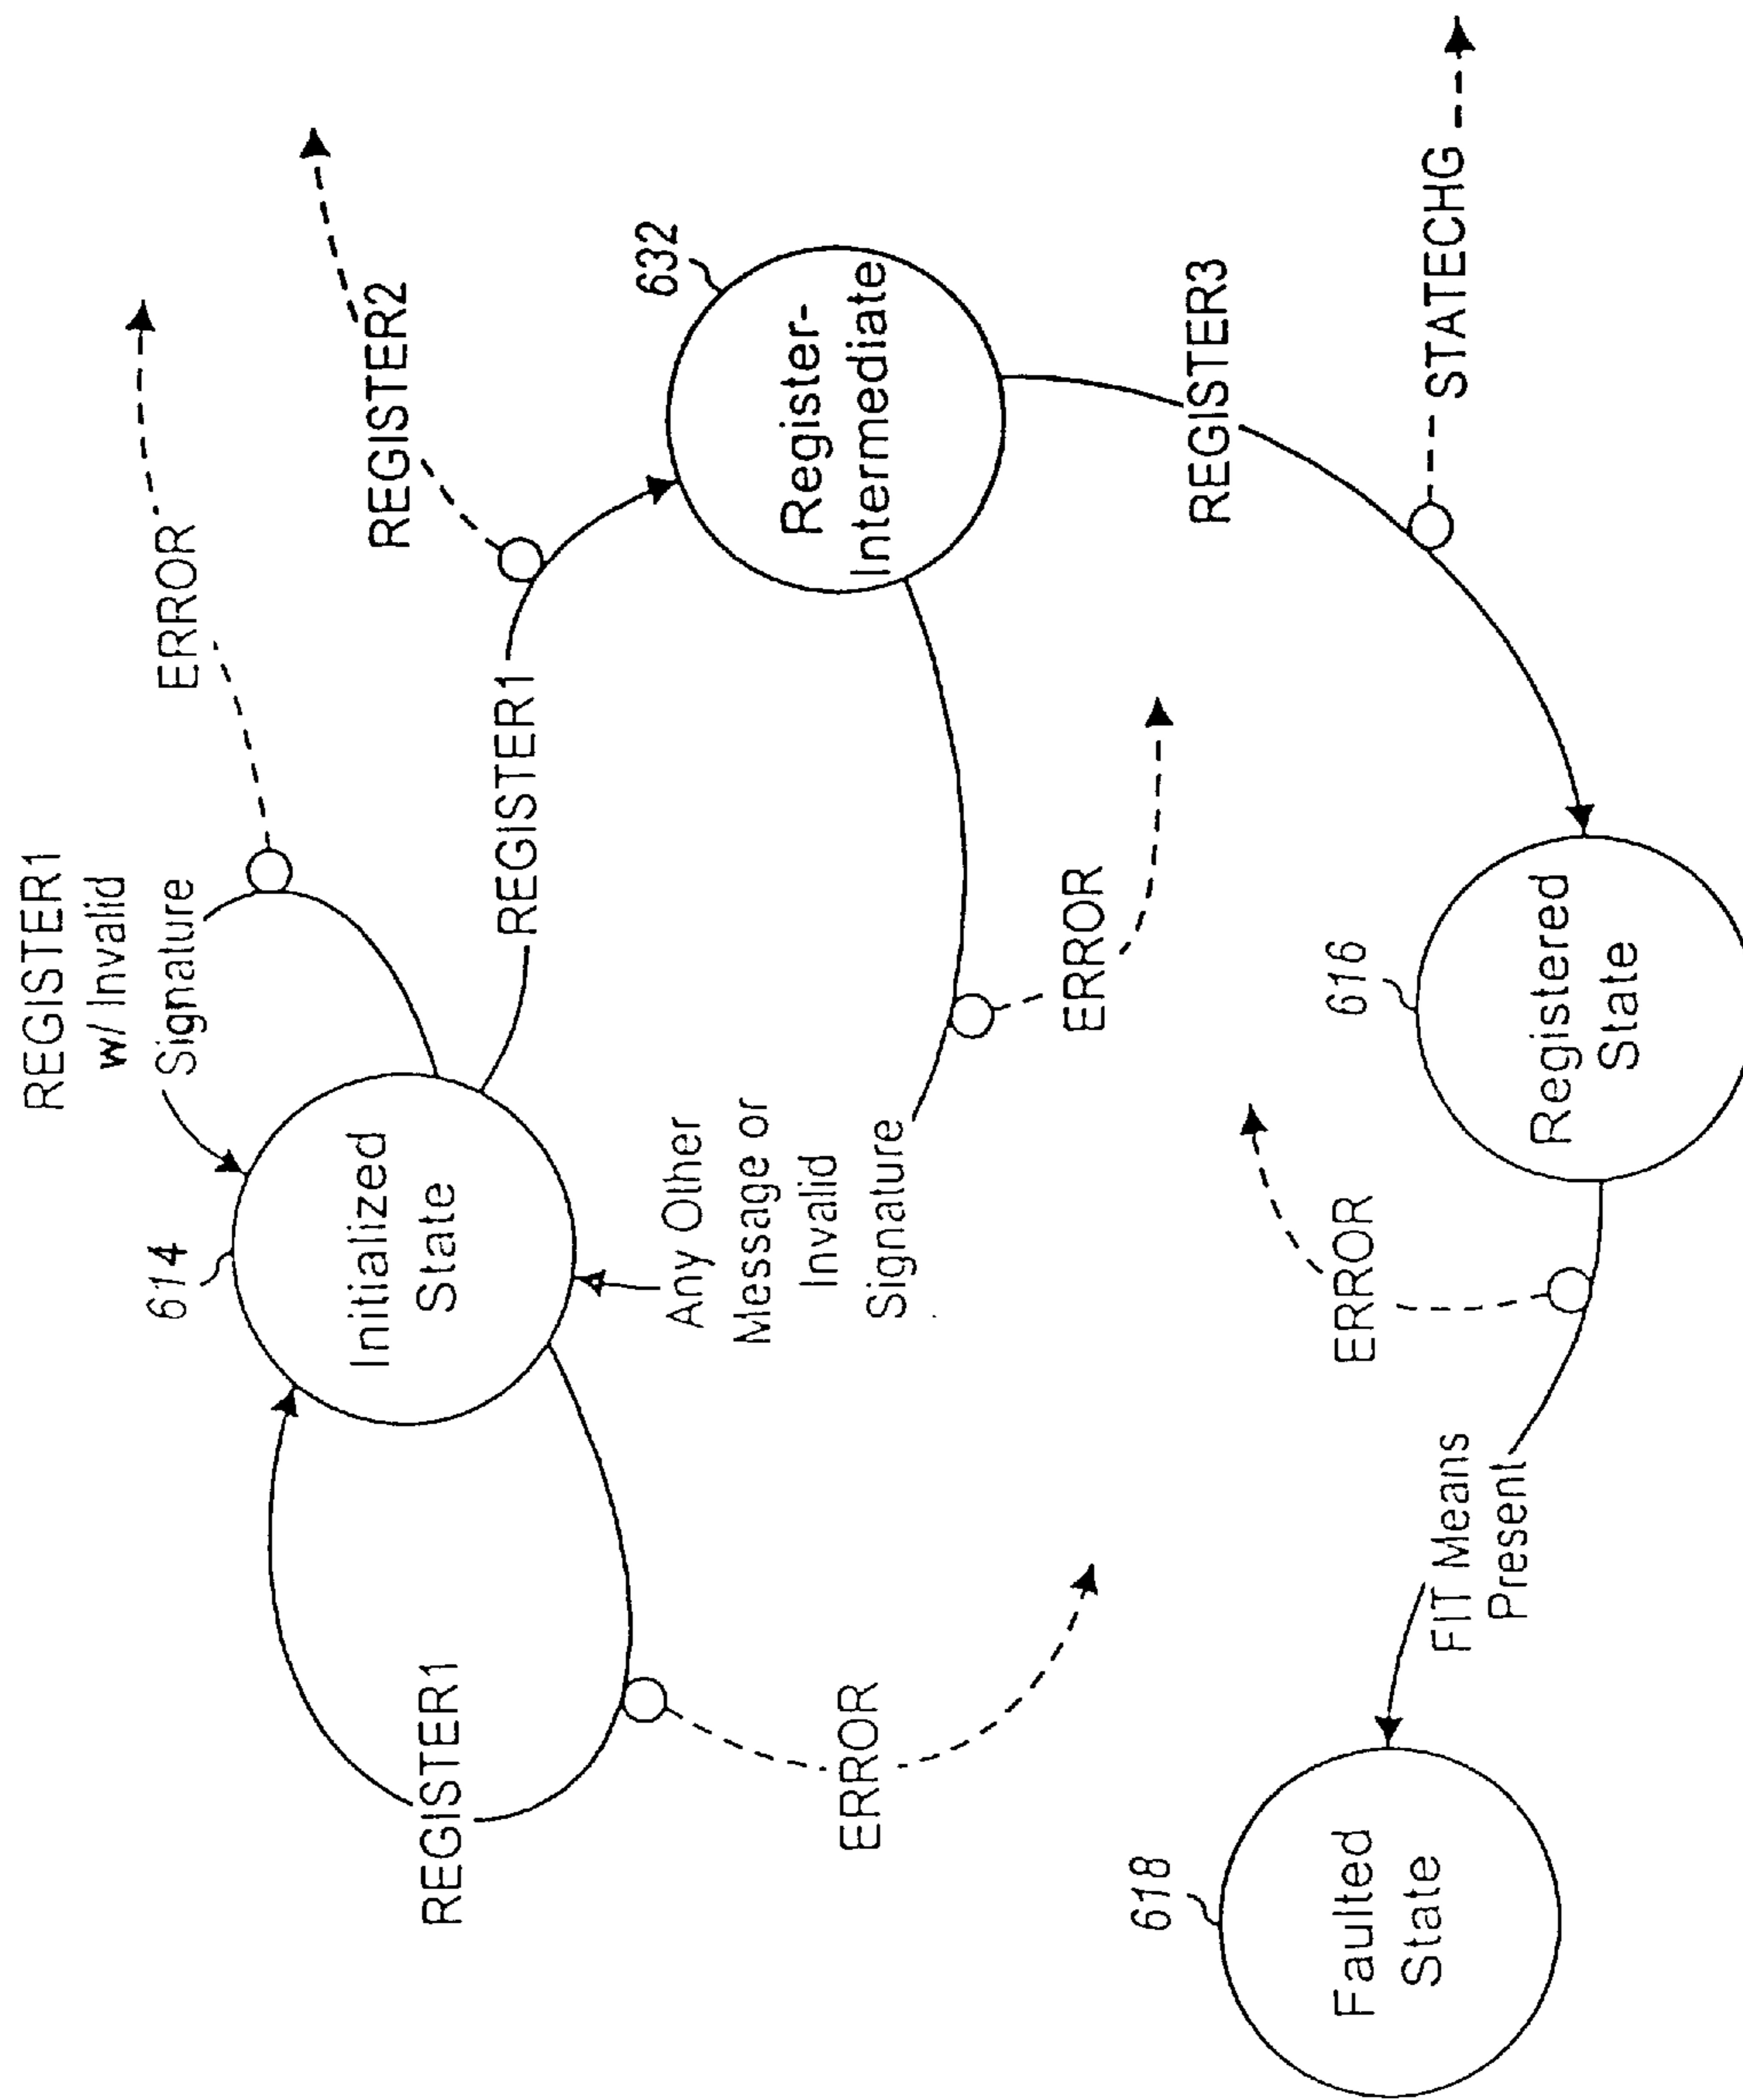 REGISTER1
w/ Invalid
Signature
ERROR
614
Initialized
State
REGISTER2
REGISTER1
REGISTER1
632
Register-
Intermediate
Any Other
Message or
Invalid
Signature
ERROR
ERROR
REGISTER3
618
Faulted
State
ERROR
616
FIT Means
Present
STATECHG
Registered
State